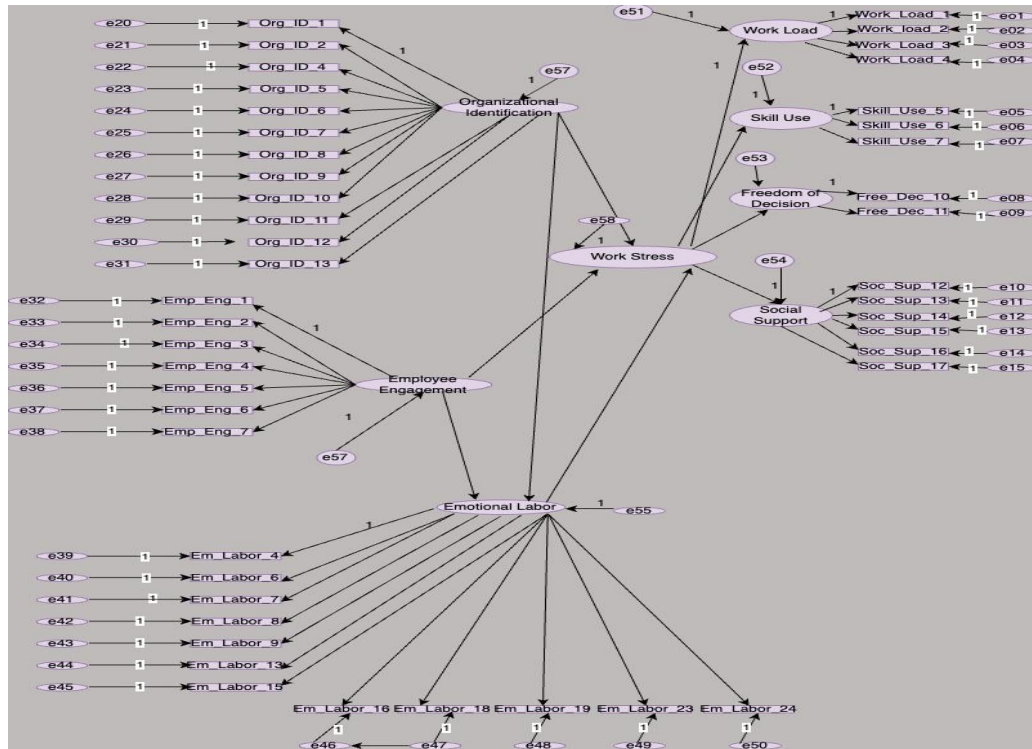 e20 1 Org_ID_1
e21 1 Org_ID_2
e22 1 Org_ID_4
e23 1 Org_ID_5
e24 1 Org_ID_6
e25 1 Org_ID_7
e26 1 Org_ID_8
e27 1 Org_ID_9
e28 1 Org_ID_10
e29 1 Org_ID_11
e30 1 Org_ID_12
e31 1 Org_ID_13
1
e57
1
Organizational
Identification
e51
1
Work Load
1
Work_Load_1 1 eo1
Work_load_2 1 e02
Work_Load_3 1 e03
Work_Load_4 1 e04
1
e52
1
Skill Use
1
Skill_Use_5 1 e05
Skill_Use_6 1 e06
Skill_Use_7 1 e07
1
e53
Freedom of
Decision
1
Free_Dec_10 1 e08
Free_Dec_11 1 e09
e58
1
Work Stress
e54
1
Social
Support
1
Soc_Sup_12 1 e10
Soc_Sup_13 1 e11
Soc_Sup_14 1 e12
Soc_Sup_15 1 e13
Soc_Sup_16 1 e14
Soc_Sup_17 1 e15
e32 1 Emp_Eng_1
e33 1 Emp_Eng_2
e34 1 Emp_Eng_3
e35 1 Emp_Eng_4
e36 1 Emp_Eng_5
e37 1 Emp_Eng_6
e38 1 Emp_Eng_7
1
Employee
Engagement
1
e57
Emotional Labor
1
e55
1
e39 1 Em_Labor_4
e40 1 Em_Labor_6
e41 1 Em_Labor_7
e42 1 Em_Labor_8
e43 1 Em_Labor_9
e44 1 Em_Labor_13
e45 1 Em_Labor_15
Em_Labor_16 Em_Labor_18 Em_Labor_19 Em_Labor_23 Em_Labor_24
1 1 1 1 1
e46 e47 e48 e49 e50